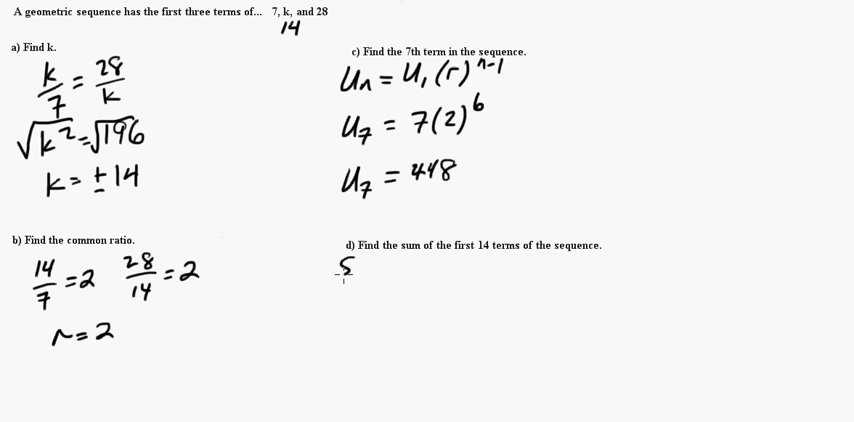 A geometric sequence has the first three terms of... 7, k, and 28
14
a) Find k.
k/7 = 28/k
√k² = √196
k = ± 14
b) Find the common ratio.
14/7 = 2 28/14 = 2
r = 2
c) Find the 7th term in the sequence.
Un = U1 (r)^n-1
U7 = 7(2)^6
U7 = 448
d) Find the sum of the first 14 terms of the sequence.
S